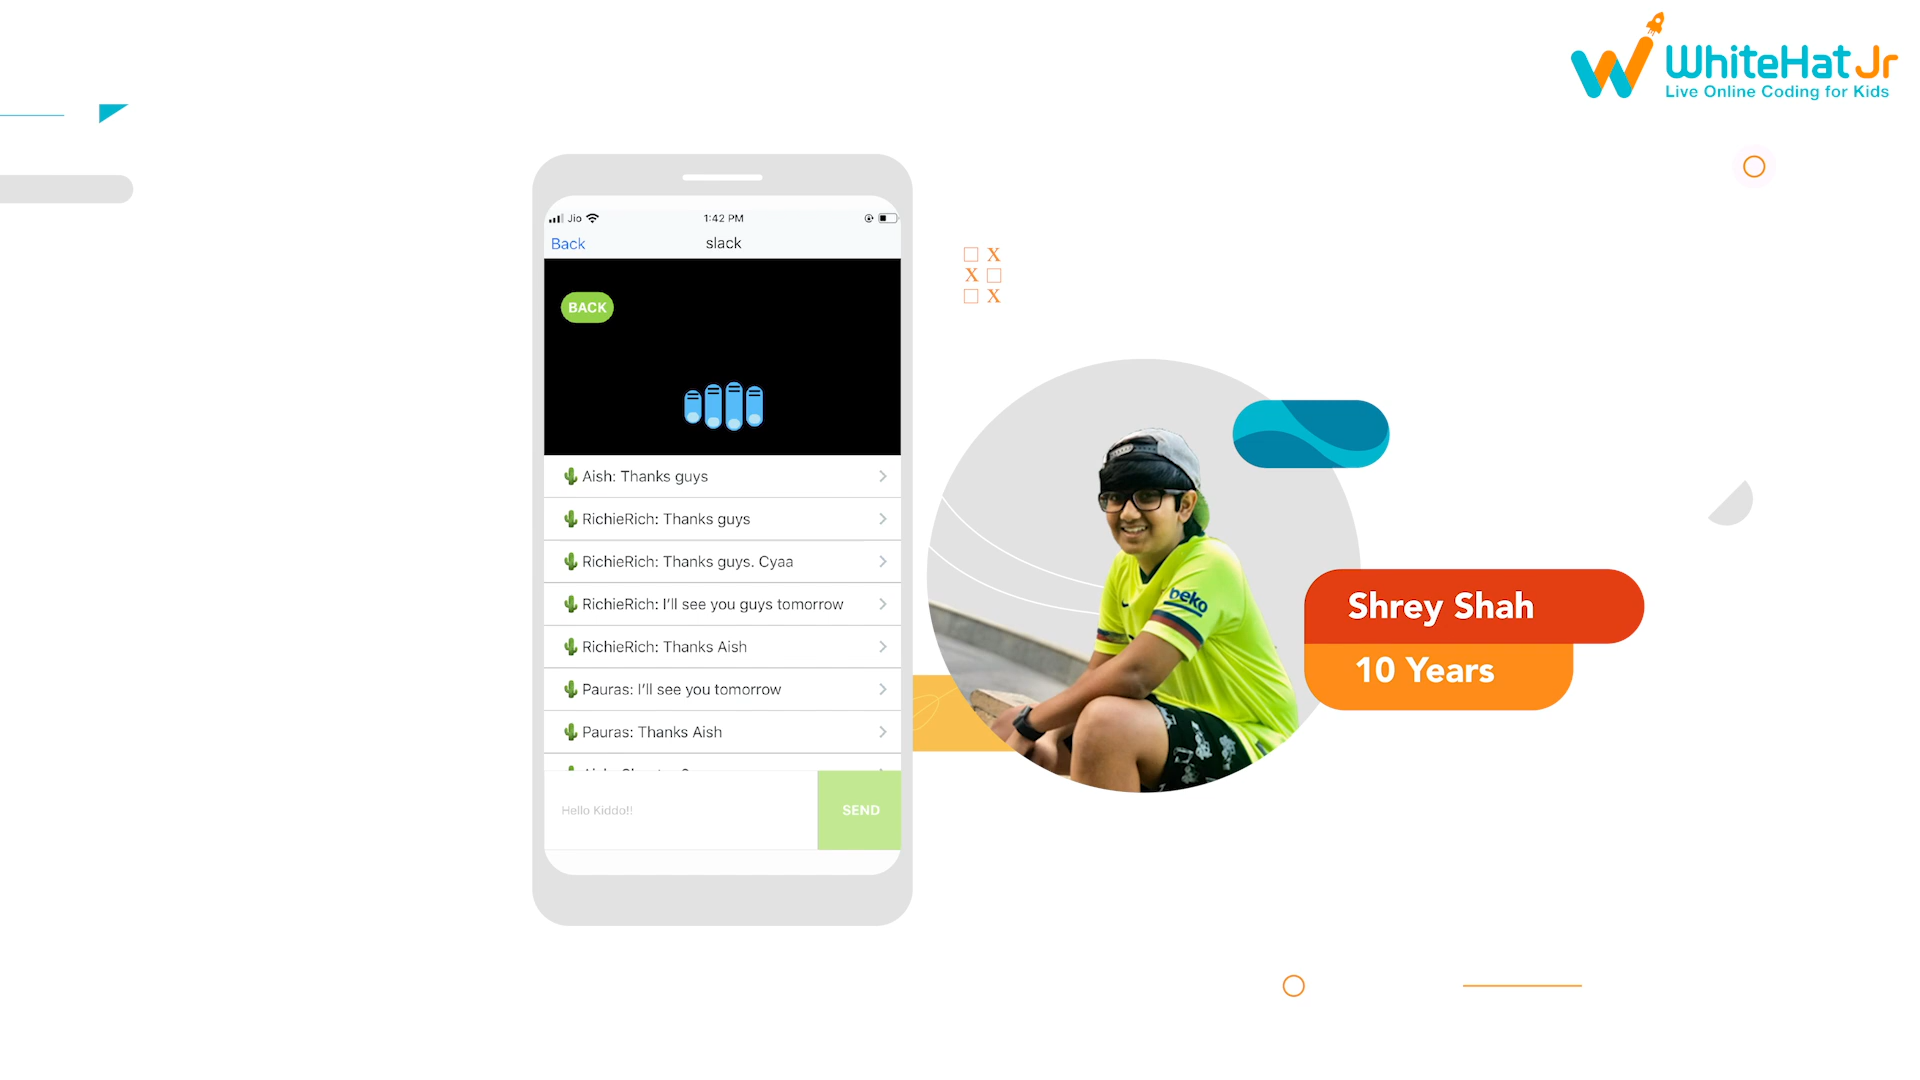 WhiteHat Jr
Live Online Coding for Kids
Jio
1:42 PM
Back
slack
BACK
Aish: Thanks guys
RichieRich: Thanks guys
RichieRich: Thanks guys. Cyaa
RichieRich: I'll see you guys tomorrow
RichieRich: Thanks Aish
Pauras: I'll see you tomorrow
Pauras: Thanks Aish
Hello Kiddo!!
SEND
X
X
X
beko
Shrey Shah
10 Years